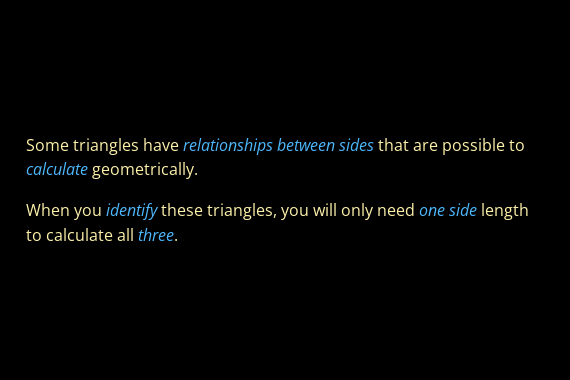 Some triangles have relationships between sides that are possible to
calculate geometrically.
When you identify these triangles, you will only need one side length
to calculate all three.